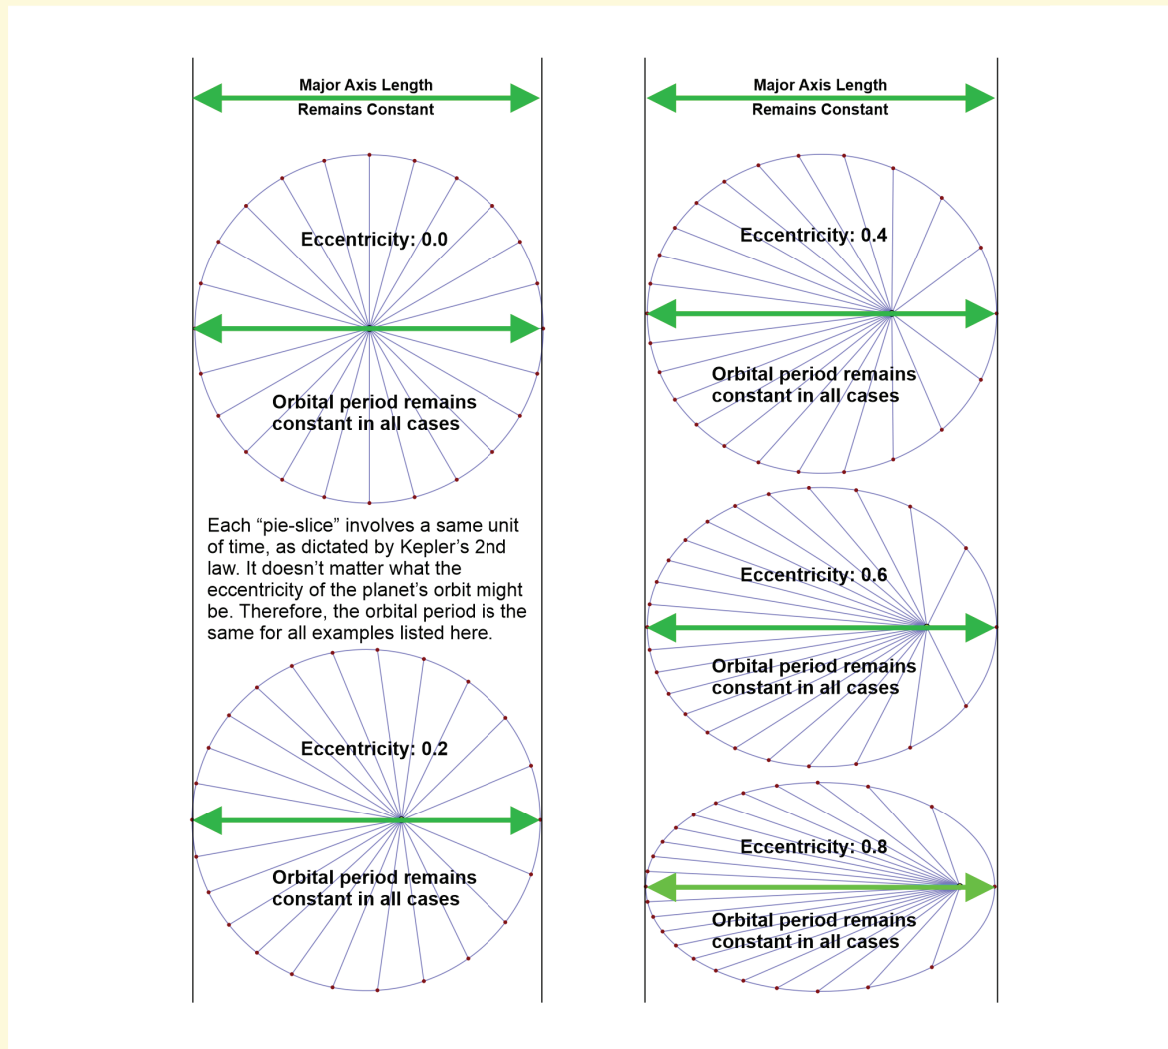 Major Axis Length
Remains Constant
Eccentricity: 0.0
Orbital period remains
constant in all cases
Each “pie-slice” involves a same unit
of time, as dictated by Kepler’s 2nd
law. It doesn’t matter what the
eccentricity of the planet’s orbit might
be. Therefore, the orbital period is the
same for all examples listed here.
Eccentricity: 0.2
Orbital period remains
constant in all cases
Major Axis Length
Remains Constant
Eccentricity: 0.4
Orbital period remains
constant in all cases
Eccentricity: 0.6
Orbital period remains
constant in all cases
Eccentricity: 0.8
Orbital period remains
constant in all cases